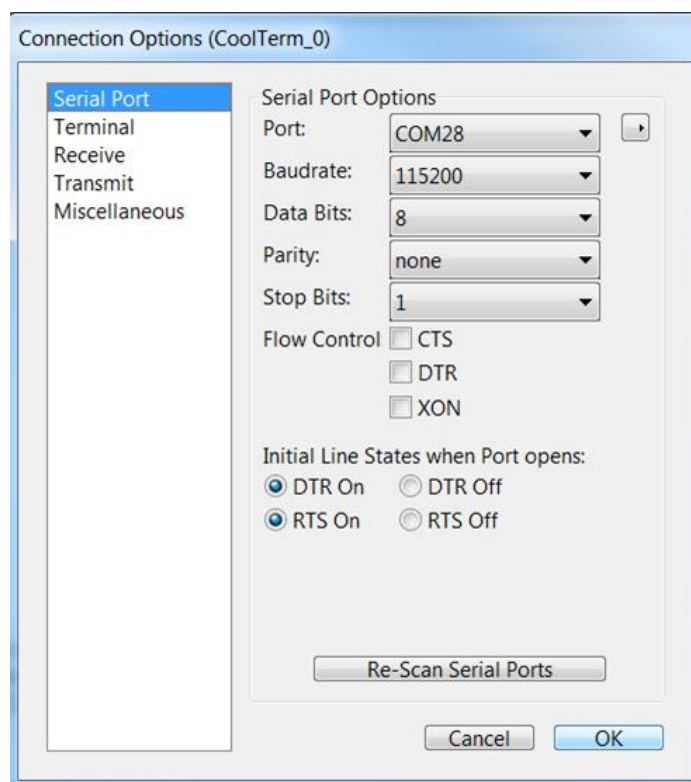 Connection Options (CoolTerm_0)
Serial Port
Terminal
Receive
Transmit
Miscellaneous
Serial Port Options
Port: COM28
Baudrate: 115200
Data Bits: 8
Parity: none
Stop Bits: 1
Flow Control CTS
DTR
XON
Initial Line States when Port opens:
DTR On DTR Off
RTS On RTS Off
Re-Scan Serial Ports
Cancel OK